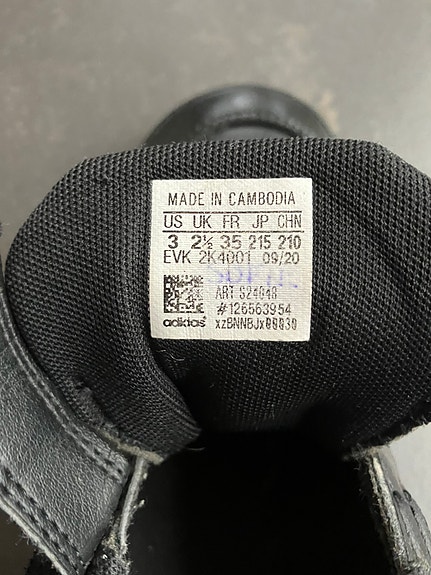 MADE IN CAMBODIA
US UK FR JP CHN
3 2½ 35 215 210
EVK 2K4001 09/20
ART S24048
#126563954
adidas